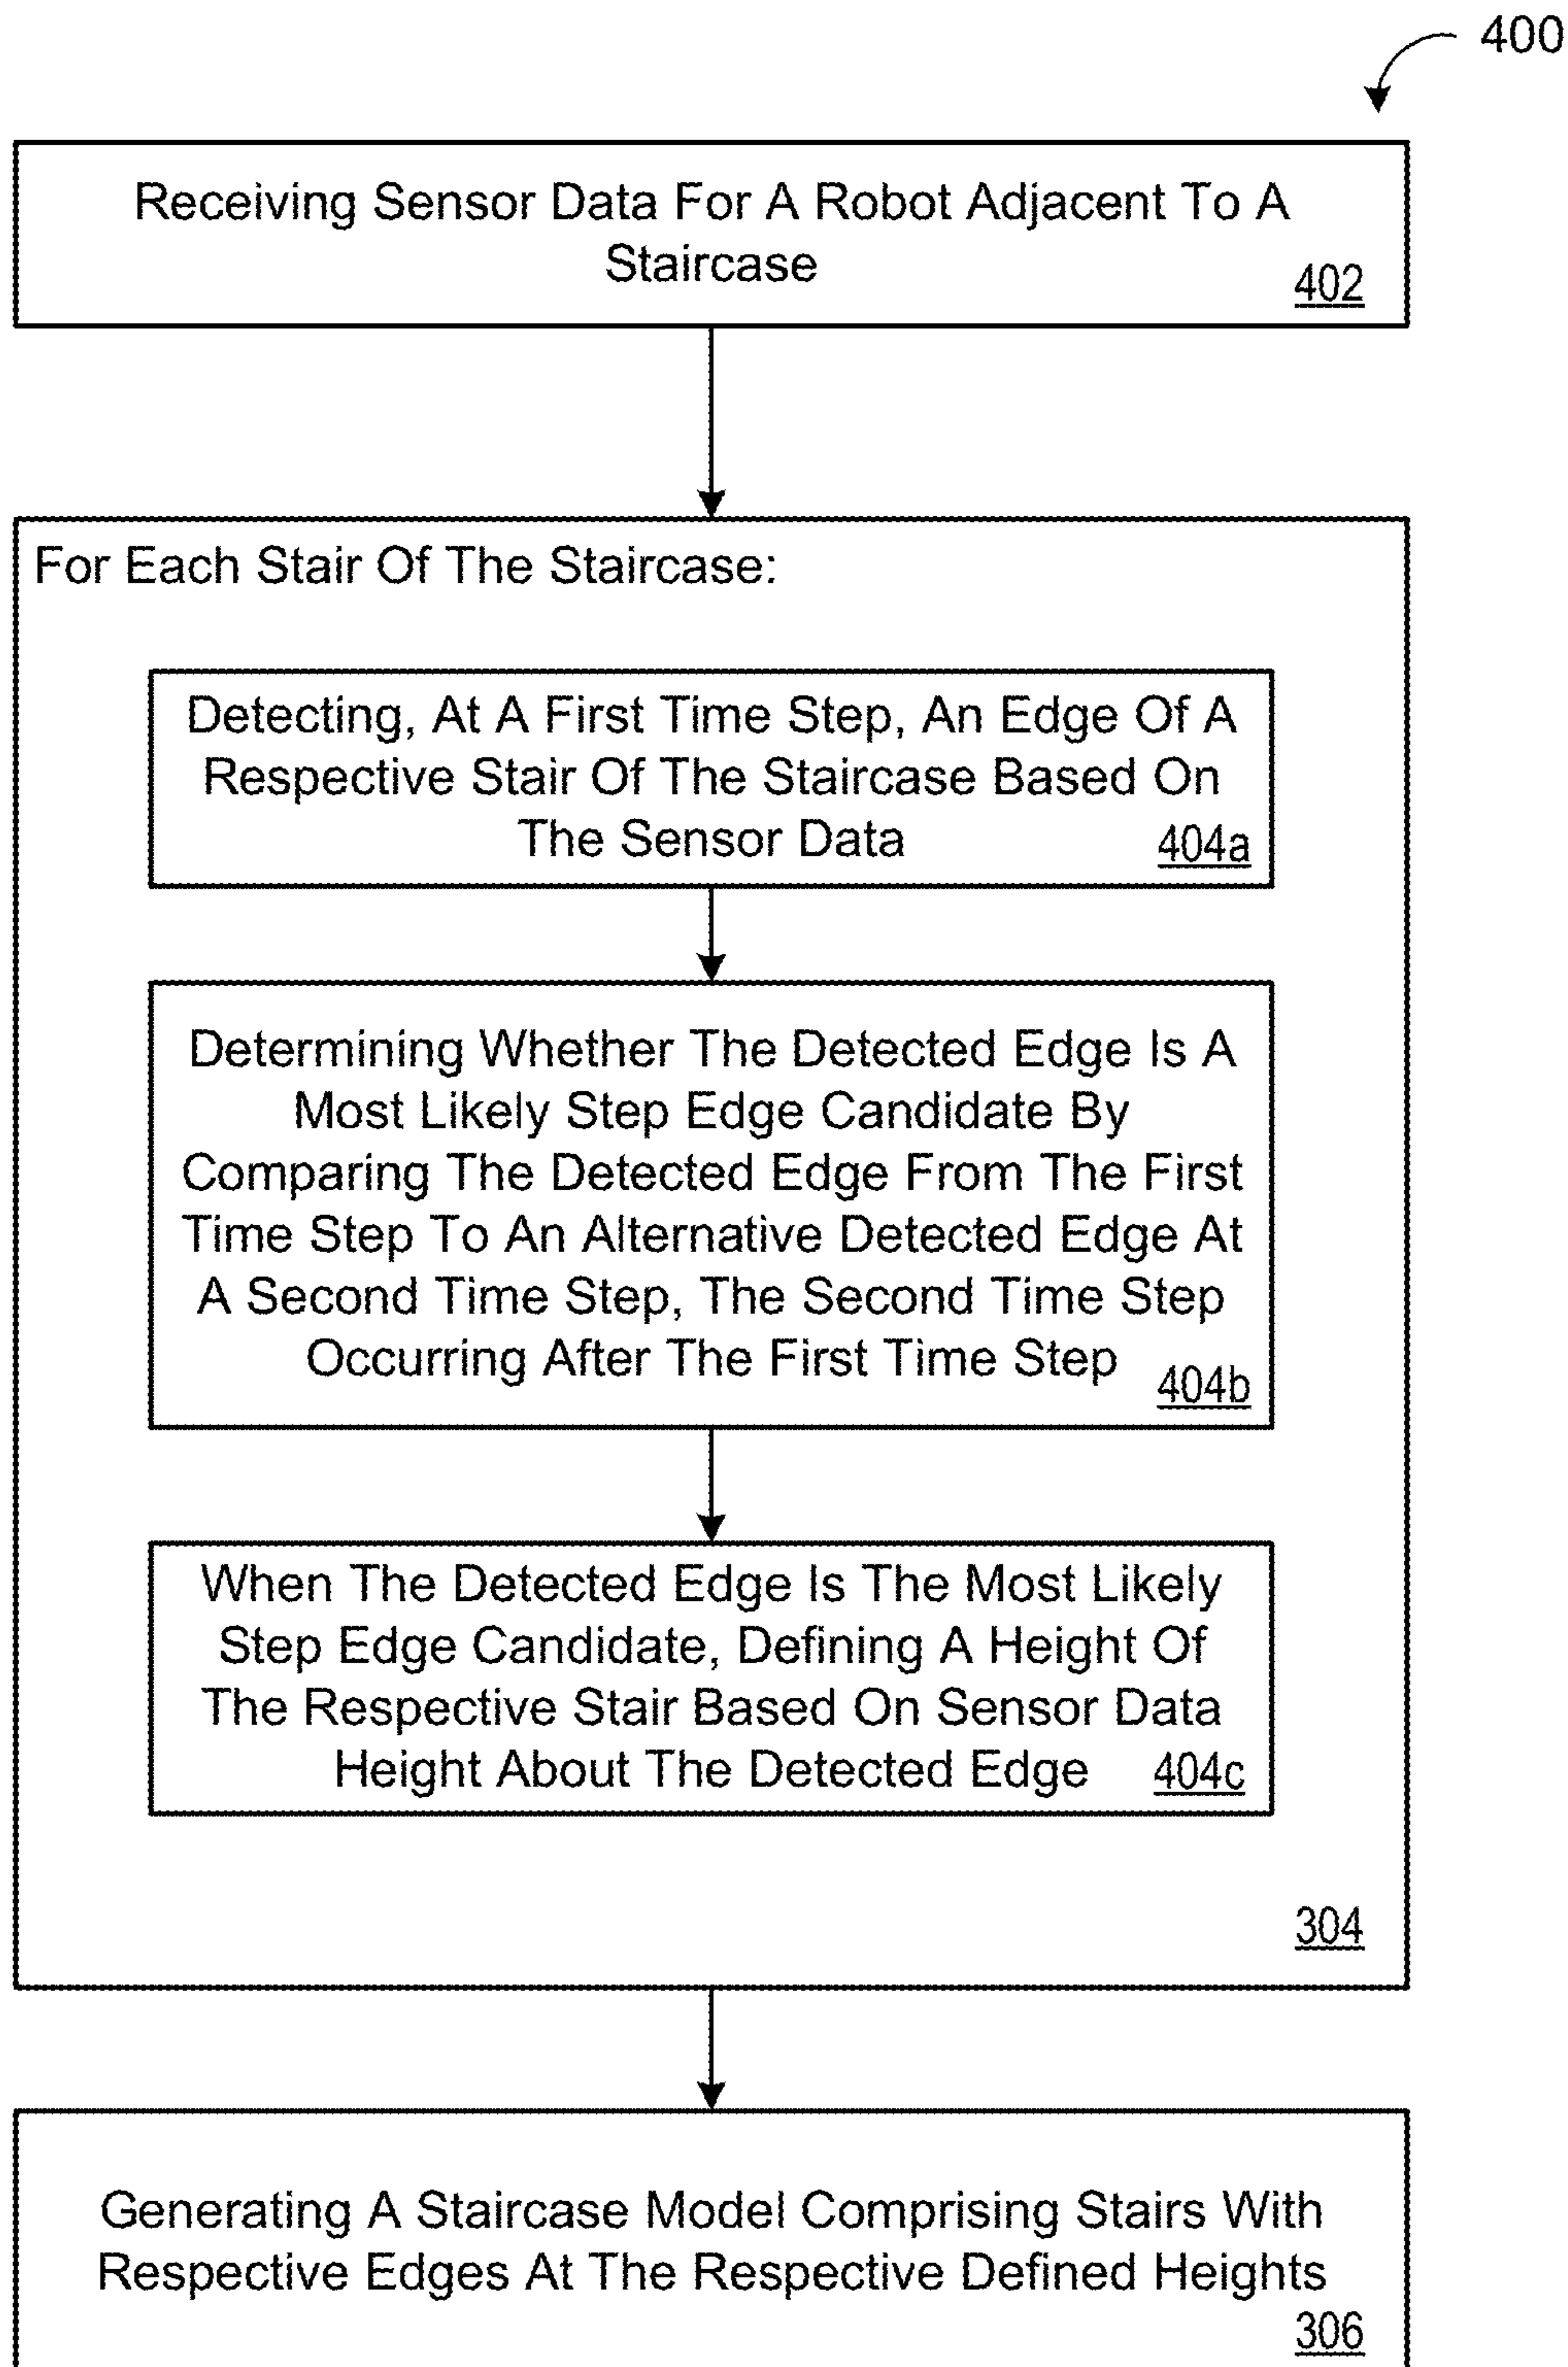 400
Receiving Sensor Data For A Robot Adjacent To A
Staircase
402
For Each Stair Of The Staircase:
Detecting, At A First Time Step, An Edge Of A
Respective Stair Of The Staircase Based On
The Sensor Data
404a
Determining Whether The Detected Edge Is A
Most Likely Step Edge Candidate By
Comparing The Detected Edge From The First
Time Step To An Alternative Detected Edge At
A Second Time Step, The Second Time Step
Occurring After The First Time Step
404b
When The Detected Edge Is The Most Likely
Step Edge Candidate, Defining A Height Of
The Respective Stair Based On Sensor Data
Height About The Detected Edge
404c
304
Generating A Staircase Model Comprising Stairs With
Respective Edges At The Respective Defined Heights
306